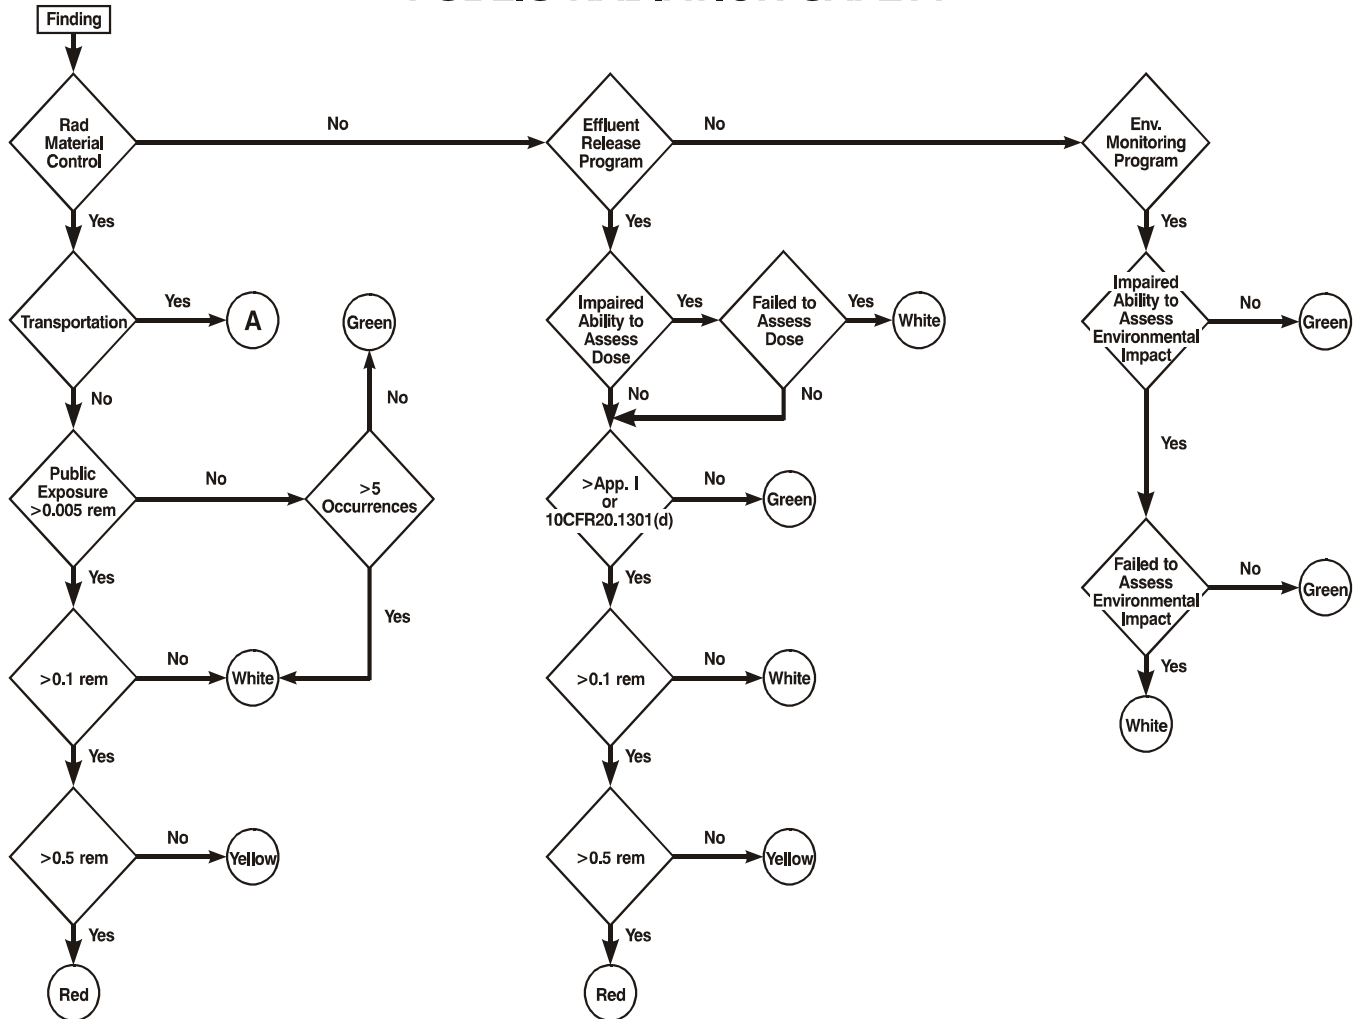 Finding
Rad
Material
Control
No
Effluent
Release
Program
No
Env.
Monitoring
Program
Yes
Yes
Yes
Transportation
Yes
A
Green
Impaired
Ability to
Assess
Dose
Yes
Failed to
Assess
Dose
Yes
White
Impaired
Ability to
Assess
Environmental
Impact
No
Green
No
No
No
No
Yes
Public
Exposure
>0.005 rem
No
>5
Occurrences
>App. I
or
10CFR20.1301(d)
No
Green
Yes
Yes
Yes
Failed to
Assess
Environmental
Impact
No
Green
>0.1 rem
No
White
>0.1 rem
No
White
Yes
White
Yes
Yes
>0.5 rem
No
Yellow
>0.5 rem
No
Yellow
Yes
Yes
Red
Red